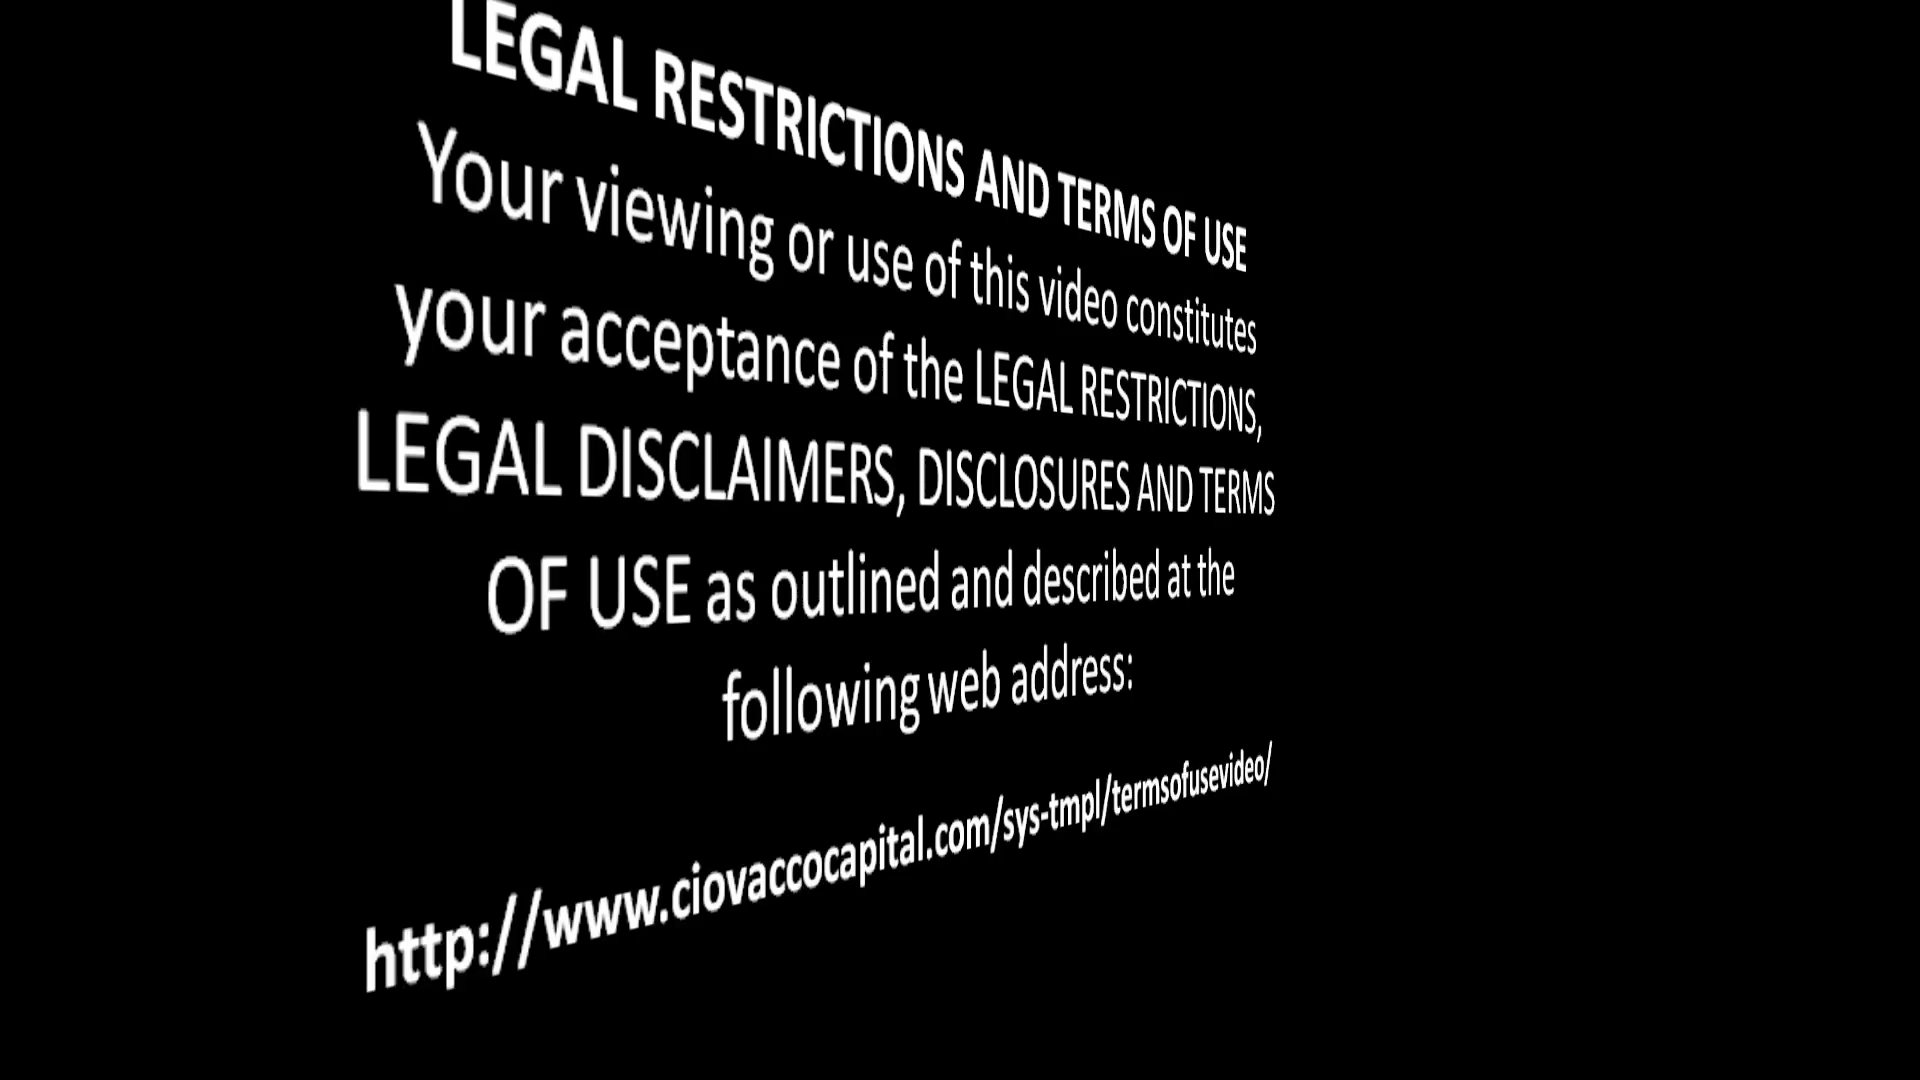 LEGAL RESTRICTIONS AND TERMS OF USE
Your viewing or use of this video constitutes
your acceptance of the LEGAL RESTRICTIONS,
LEGAL DISCLAIMERS, DISCLOSURES AND TERMS
OF USE as outlined and described at the
following web address:
http://www.ciovaccocapital.com/sys-tmpl/termsofusevideo/